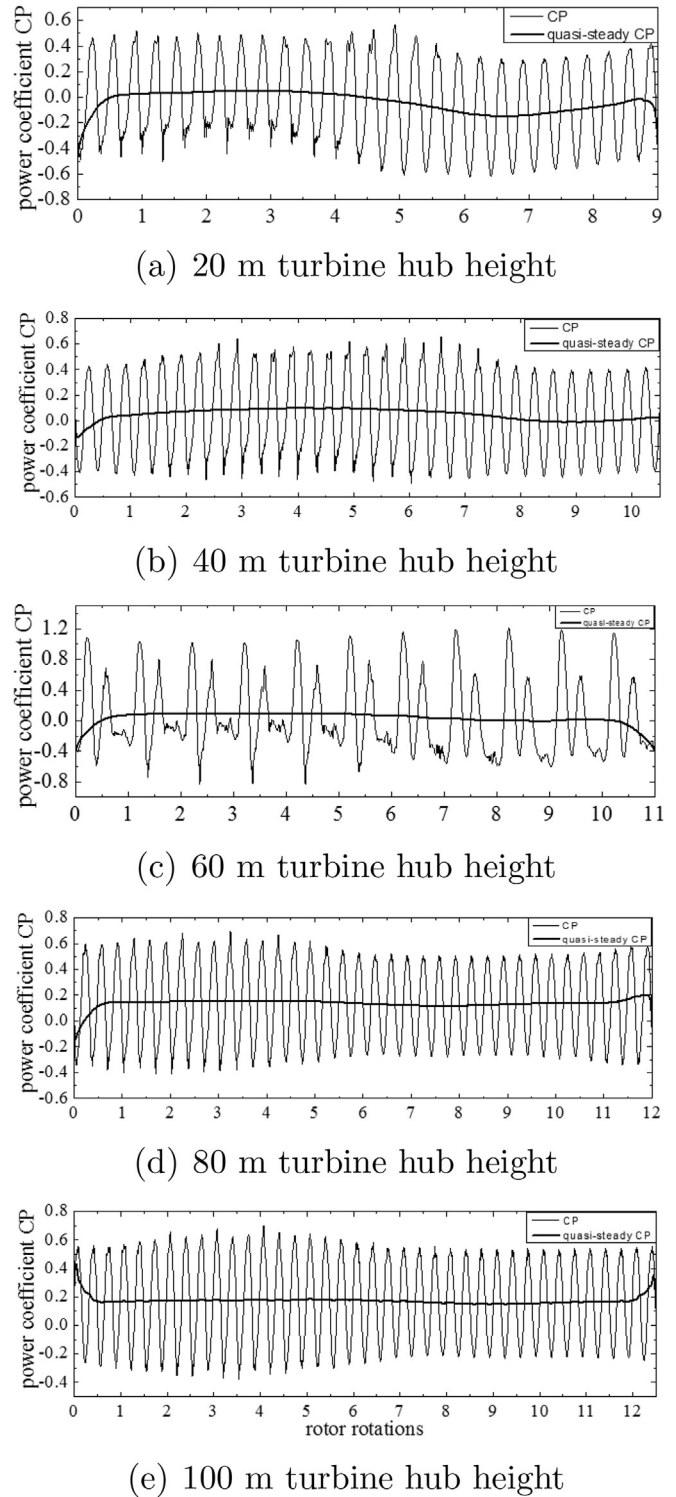 0.6
CP
quasi-steady CP
0.4
0.2
0.0
-0.2
-0.4
-0.6
-0.8
power coefficient CP
0 1 2 3 4 5 6 7 8 9
(a) 20 m turbine hub height
0.8
CP
quasi-steady CP
0.6
0.4
0.2
0.0
-0.2
-0.4
-0.6
power coefficient CP
0 1 2 3 4 5 6 7 8 9 10
(b) 40 m turbine hub height
CP
quasi-steady CP
1.2
0.8
0.4
0.0
-0.4
-0.8
power coefficient CP
0 1 2 3 4 5 6 7 8 9 10 11
(c) 60 m turbine hub height
0.8
CP
quasi-steady CP
0.6
0.4
0.2
0.0
-0.2
-0.4
-0.6
power coefficient CP
0 1 2 3 4 5 6 7 8 9 10 11 12
(d) 80 m turbine hub height
0.8
CP
quasi-steady CP
0.6
0.4
0.2
0.0
-0.2
-0.4
power coefficient CP
0 1 2 3 4 5 6 7 8 9 10 11 12
rotor rotations
(e) 100 m turbine hub height